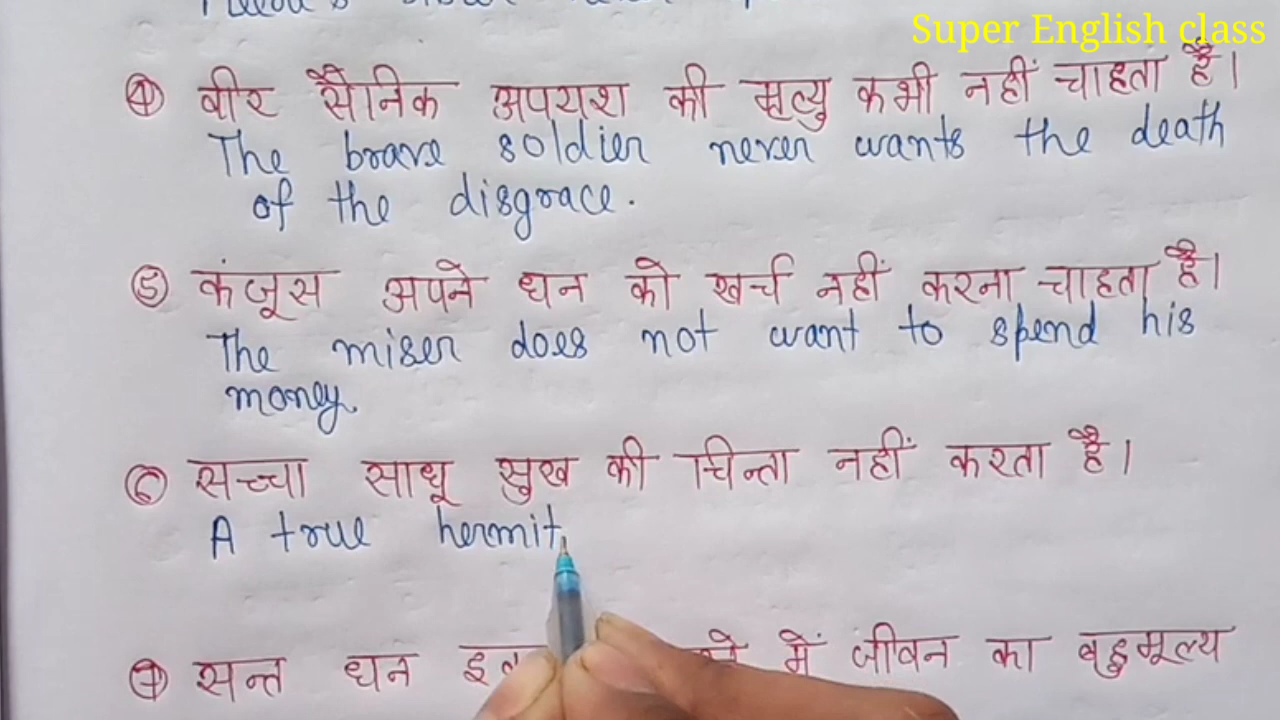 Super English class
④ वीर सैनिक अपयश की मृत्यु कभी नहीं चाहता है।
The brave soldier never wants the death
of the disgrace.
⑤ कंजूस अपने धन को खर्च नहीं करना चाहता है।
The miser does not want to spend his
money.
⑥ सच्चा साधू सुख की चिन्ता नहीं करता है।
A true hermit
⑦ सन्त धन में जीवन का बहुमूल्य